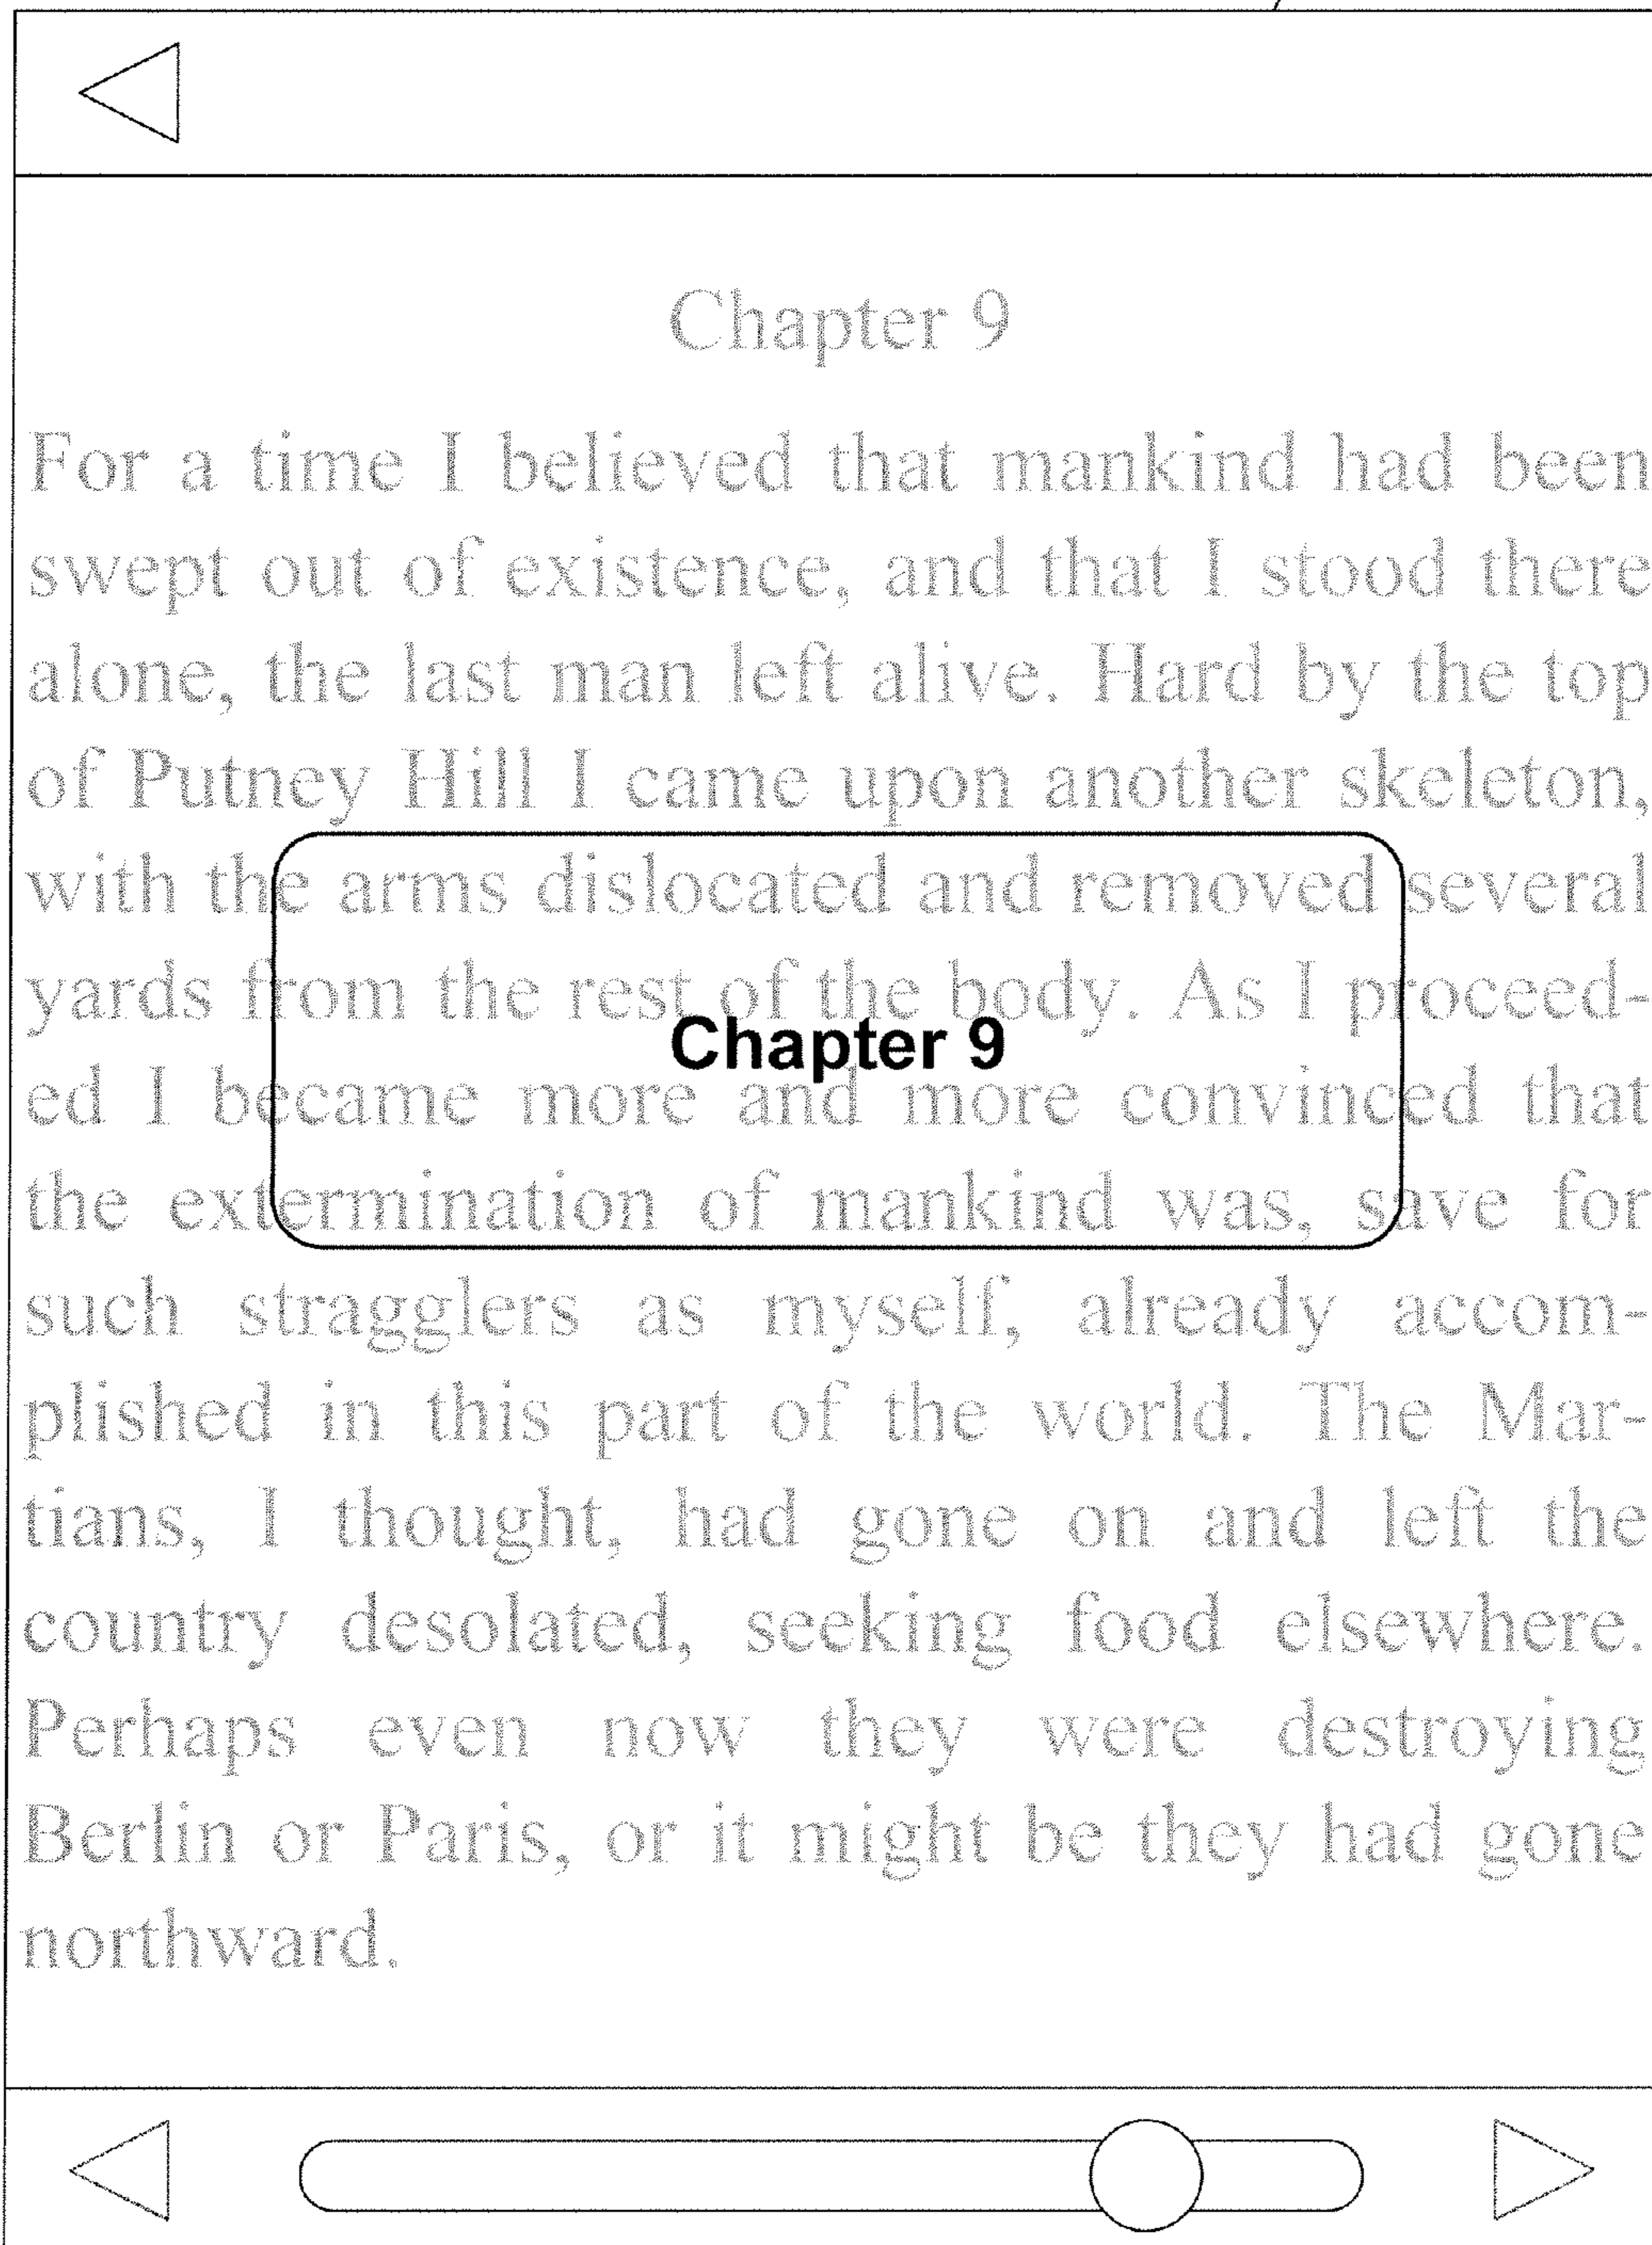 Chapter 9
For a time I believed that mankind had been
swept out of existence, and that I stood there
alone, the last man left alive. Hard by the top
of Putney Hill I came upon another skeleton,
with the arms dislocated and removed several
yards from the rest of the body. As I proceed-
Chapter 9
ed I became more and more convinced that
the extermination of mankind was, save for
such stragglers as myself, already accom-
plished in this part of the world. The Mar-
tians, I thought, had gone on and left the
country desolated, seeking food elsewhere.
Perhaps even now they were destroying
Berlin or Paris, or it might be they had gone
northward.